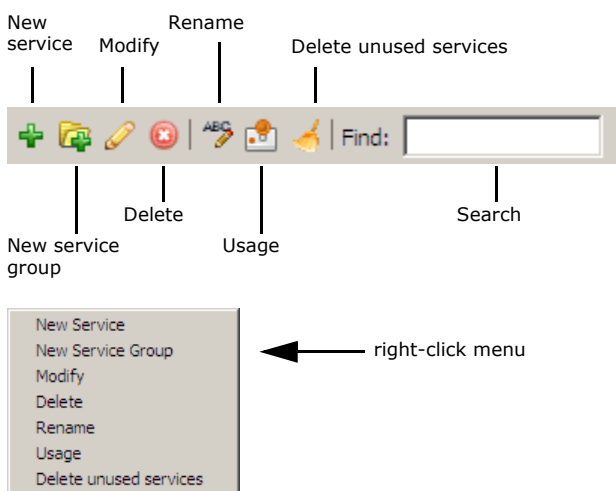 New
service
Modify
Rename
Delete unused services
ABC
Find:
Delete
Search
New service
group
Usage
New Service
New Service Group
Modify
Delete
Rename
Usage
Delete unused services
right-click menu